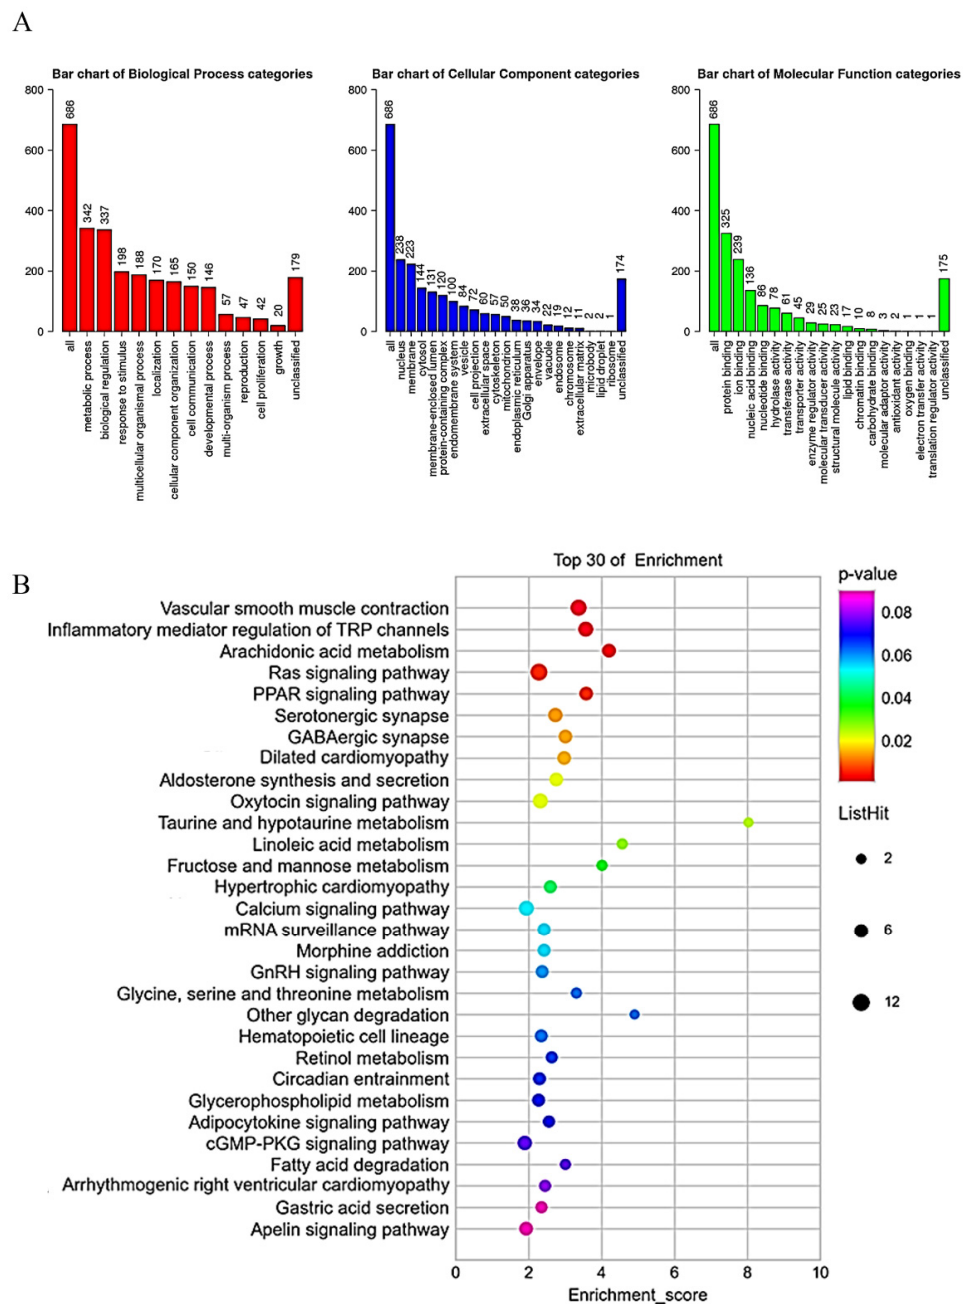 A
Bar chart of Biological Process categories
800
600
400
200
0
686
342
337
198
188
170
165
150
146
57
47
42
20
179
all
metabolic process
biological regulation
response to stimulus
multicellular organismal process
localization
cellular component organization
cell communication
developmental process
multi-organism process
reproduction
cell proliferation
growth
unclassified
Bar chart of Cellular Component categories
800
600
400
200
0
686
238
223
144
131
120
100
84
72
60
57
50
38
36
34
22
19
12
11
2
2
1
174
all
nucleus
membrane
cytosol
membrane-enclosed lumen
protein-containing complex
endomembrane system
vesicle
cell projection
extracellular space
cytoskeleton
mitochondrion
endoplasmic reticulum
Golgi apparatus
envelope
vacuole
endosome
chromosome
extracellular matrix
microbody
lipid droplet
ribosome
unclassified
Bar chart of Molecular Function categories
800
600
400
200
0
686
325
239
136
86
78
61
45
29
25
23
17
10
8
3
2
1
1
1
175
all
protein binding
ion binding
nucleic acid binding
nucleotide binding
hydrolase activity
transferase activity
transporter activity
enzyme regulator activity
molecular transducer activity
structural molecule activity
lipid binding
chromatin binding
carbohydrate binding
molecular adaptor activity
antioxidant activity
oxygen binding
electron transfer activity
translation regulator activity
unclassified
B
Top 30 of Enrichment
Vascular smooth muscle contraction
Inflammatory mediator regulation of TRP channels
Arachidonic acid metabolism
Ras signaling pathway
PPAR signaling pathway
Serotonergic synapse
GABAergic synapse
Dilated cardiomyopathy
Aldosterone synthesis and secretion
Oxytocin signaling pathway
Taurine and hypotaurine metabolism
Linoleic acid metabolism
Fructose and mannose metabolism
Hypertrophic cardiomyopathy
Calcium signaling pathway
mRNA surveillance pathway
Morphine addiction
GnRH signaling pathway
Glycine, serine and threonine metabolism
Other glycan degradation
Hematopoietic cell lineage
Retinol metabolism
Circadian entrainment
Glycerophospholipid metabolism
Adipocytokine signaling pathway
cGMP-PKG signaling pathway
Fatty acid degradation
Arrhythmogenic right ventricular cardiomyopathy
Gastric acid secretion
Apelin signaling pathway
0 2 4 6 8 10
Enrichment_score
p-value
0.08
0.06
0.04
0.02
ListHit
2
6
12